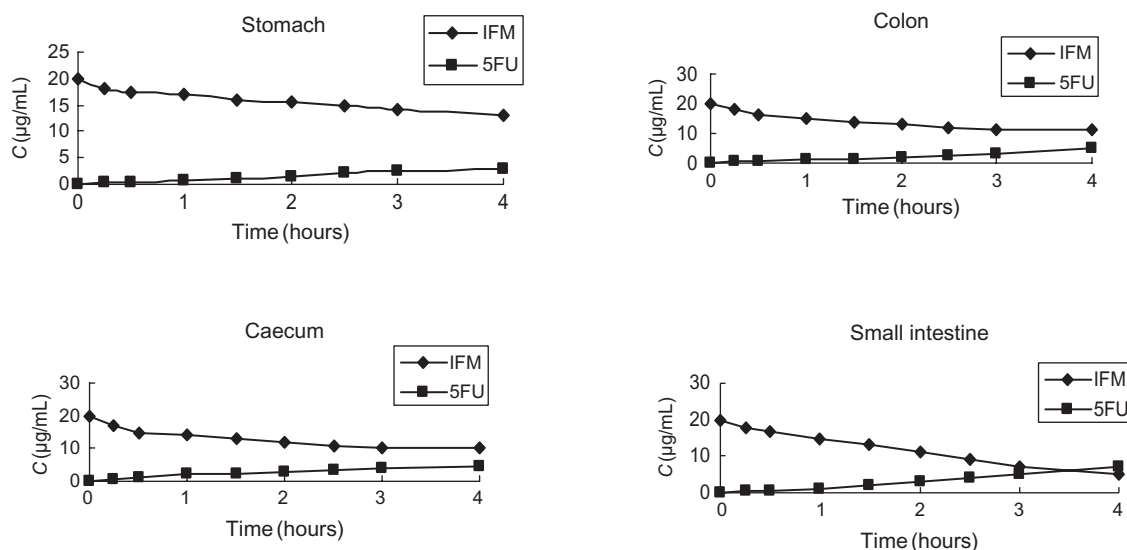 Stomach
IFM
5FU
25
20
15
10
5
0
C (µg/mL)
0 1 2 3 4
Time (hours)
Colon
IFM
5FU
30
20
10
0
C (µg/mL)
0 1 2 3 4
Time (hours)
Caecum
IFM
5FU
30
20
10
0
C (µg/mL)
0 1 2 3 4
Time (hours)
Small intestine
IFM
5FU
30
20
10
0
C (µg/mL)
0 1 2 3 4
Time (hours)